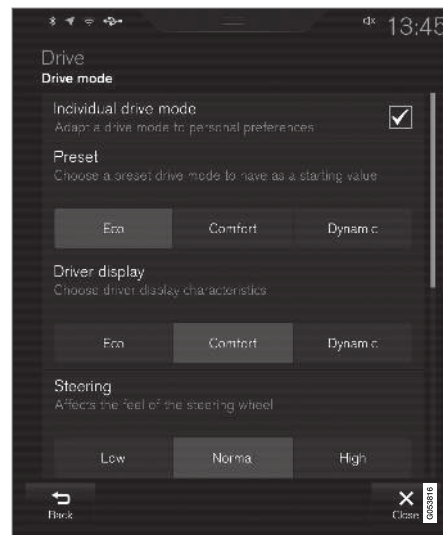 13:45
Drive
Drive mode
Individual drive mode
Adapt a drive mode to personal preferences
Preset
Choose a preset drive mode to have as a starting value
Eco Comfort Dynamic
Driver display
Choose driver display characteristics
Eco Comfort Dynamic
Steering
Affects the feel of the steering wheel
Low Normal High
Back Close
G053816